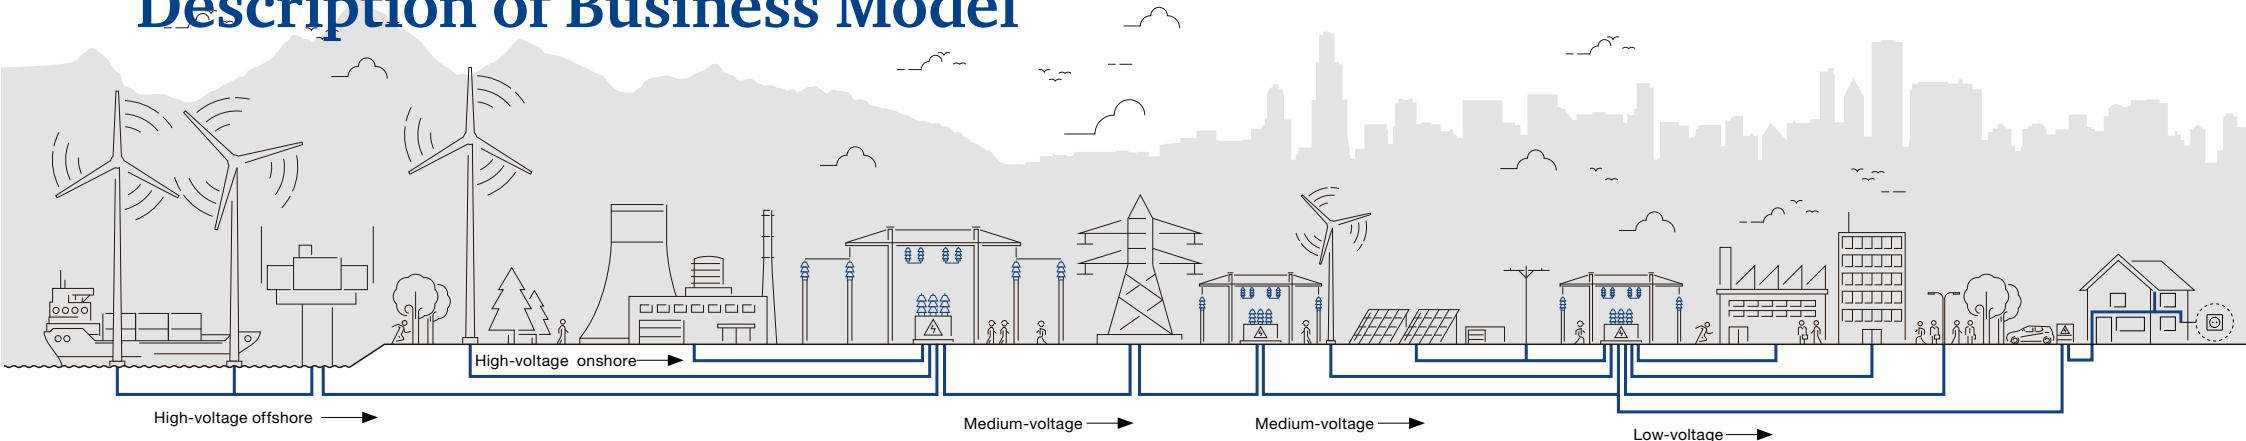 Description of Business Model
High-voltage onshore
High-voltage offshore
Medium-voltage
Medium-voltage
Low-voltage